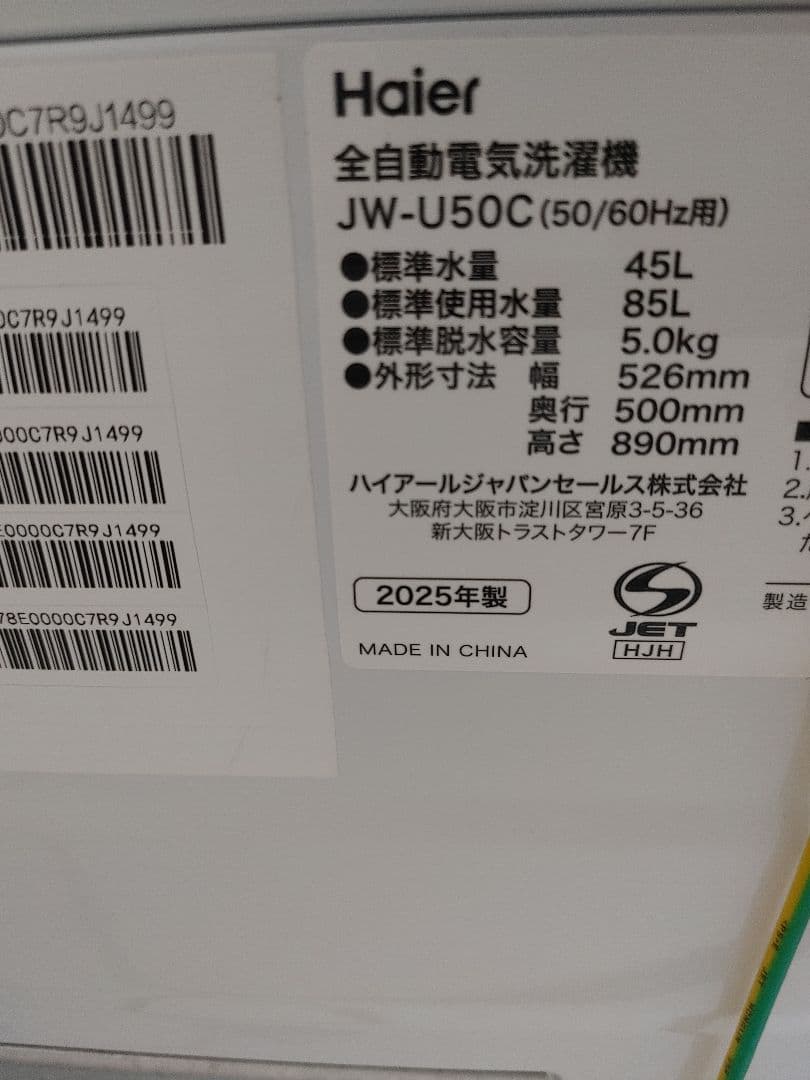 0C7R9J1499
0C7R9J1499
000C7R9J1499
E0000C7R9J1499
78E0000C7R9J1499
Haier
全自動電気洗濯機
JW-U50C(50/60Hz用)
●標準水量 45L
●標準使用水量 85L
●標準脱水容量 5.0kg
●外形寸法 幅 526mm
奥行 500mm
高さ 890mm
ハイアールジャパンセールス株式会社
大阪府大阪市淀川区宮原3-5-36
新大阪トラストタワー7F
2025年製
MADE IN CHINA
JET
HJH
1.
2.
3.
製造
JET